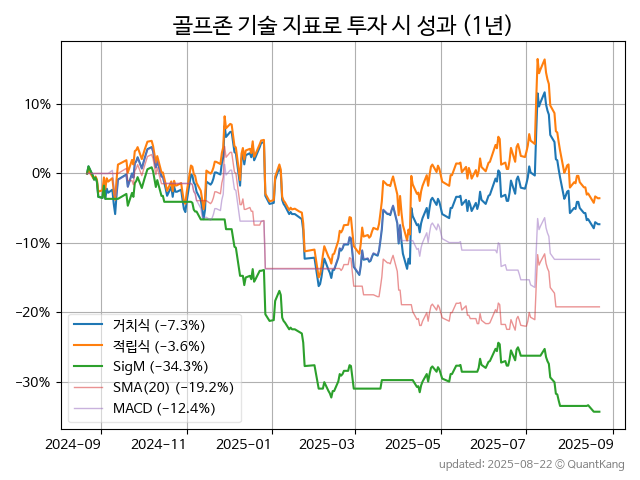 골프존 기술 지표로 투자 시 성과 (1년)
10%
0%
−10%
−20%
−30%
거치식 (−7.3%)
적립식 (−3.6%)
SigM (−34.3%)
SMA(20) (−19.2%)
MACD (−12.4%)
2024-09 2024-11 2025-01 2025-03 2025-05 2025-07 2025-09
updated: 2025-08-22 © QuantKang